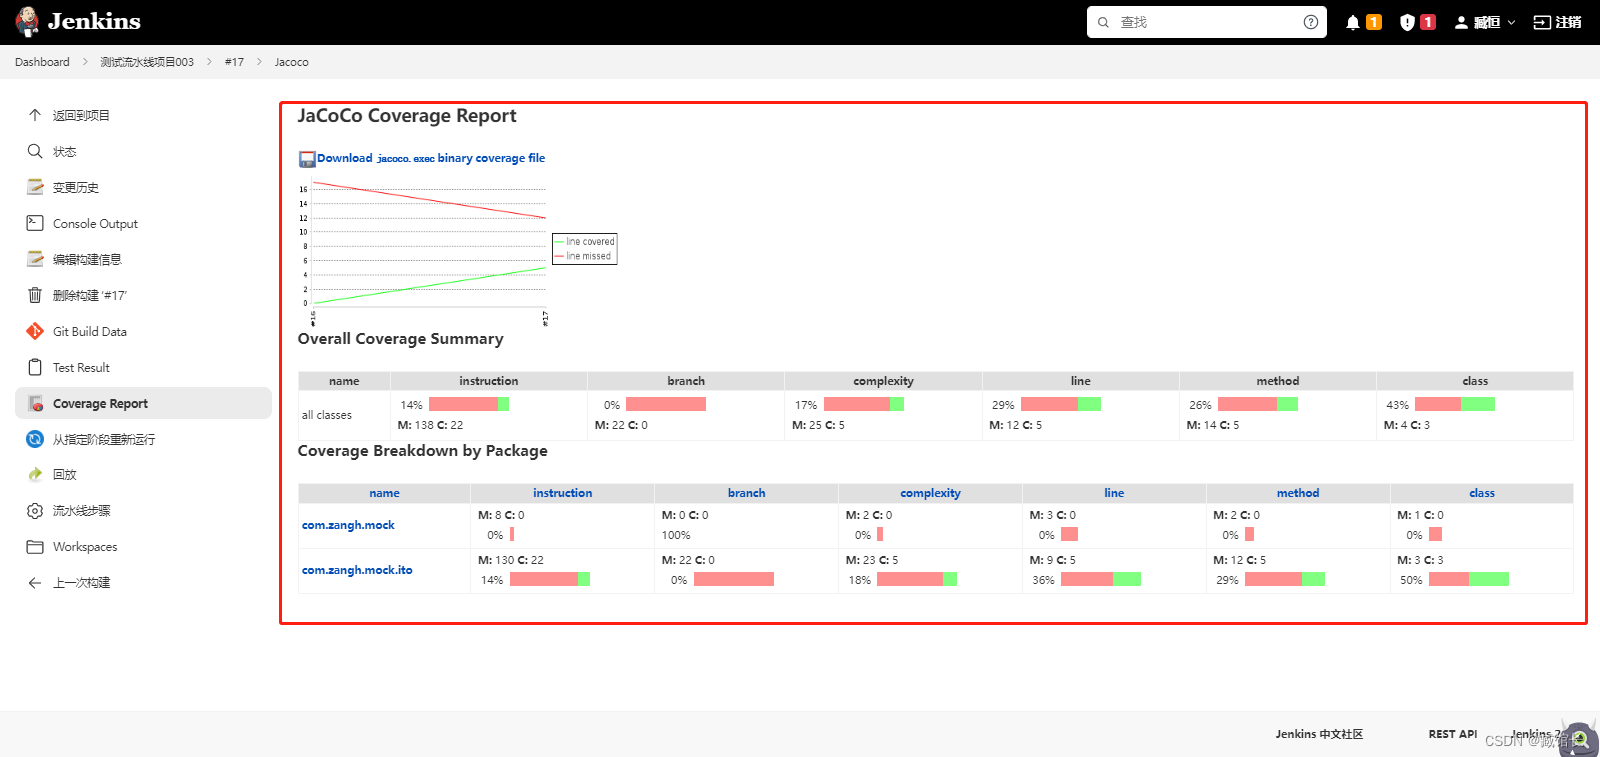 Jenkins
查找
1
1
臧恒
注销
Dashboard
测试流水线项目003
#17
Jacoco
返回到项目
状态
变更历史
Console Output
编辑构建信息
删除构建 ‘#17’
Git Build Data
Test Result
Coverage Report
从指定阶段重新运行
回放
流水线步骤
Workspaces
上一次构建
JaCoCo Coverage Report
Download jacoco.exec binary coverage file
16
14
12
10
8
6
4
2
0
#16
#17
line covered
line missed
Overall Coverage Summary
name instruction branch complexity line method class
all classes
14% 0% 17% 29% 26% 43%
M: 138 C: 22 M: 22 C: 0 M: 25 C: 5 M: 12 C: 5 M: 14 C: 5 M: 4 C: 3
Coverage Breakdown by Package
name instruction branch complexity line method class
com.zangh.mock
M: 8 C: 0 M: 0 C: 0 M: 2 C: 0 M: 3 C: 0 M: 2 C: 0 M: 1 C: 0
0% 100% 0% 0% 0% 0%
com.zangh.mock.ito
M: 130 C: 22 M: 22 C: 0 M: 23 C: 5 M: 9 C: 5 M: 12 C: 5 M: 3 C: 3
14% 0% 18% 36% 29% 50%
Jenkins 中文社区
REST API
Jenkins
CSDN